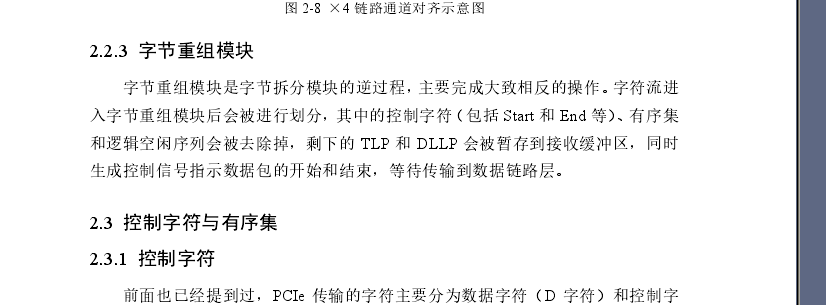 图 2-8 ×4 链路通道对齐示意图
2.2.3 字节重组模块
字节重组模块是字节拆分模块的逆过程，主要完成大致相反的操作。字符流进
入字节重组模块后会被进行划分，其中的控制字符（包括 Start 和 End 等）、有序集
和逻辑空闲序列会被去除掉，剩下的 TLP 和 DLLP 会被暂存到接收缓冲区，同时
生成控制信号指示数据包的开始和结束，等待传输到数据链路层。
2.3 控制字符与有序集
2.3.1 控制字符
前面也已经提到过，PCIe 传输的字符主要分为数据字符（D 字符）和控制字